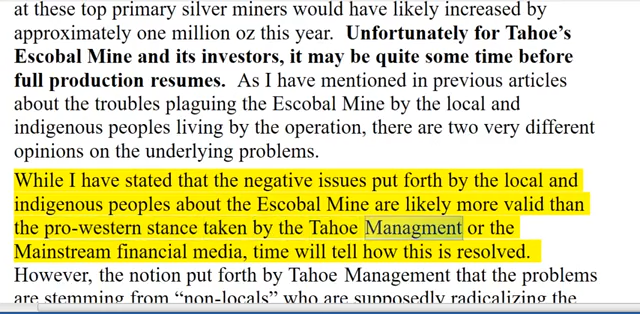 at these top primary silver miners would have likely increased by
approximately one million oz this year.  Unfortunately for Tahoe's
Escobal Mine and its investors, it may be quite some time before
full production resumes.  As I have mentioned in previous articles
about the troubles plaguing the Escobal Mine by the local and
indigenous peoples living by the operation, there are two very different
opinions on the underlying problems.
While I have stated that the negative issues put forth by the local and
indigenous peoples about the Escobal Mine are likely more valid than
the pro-western stance taken by the Tahoe Managment or the
Mainstream financial media, time will tell how this is resolved.
However, the notion put forth by Tahoe Management that the problems
are stemming from “non-locals” who are supposedly radicalizing the